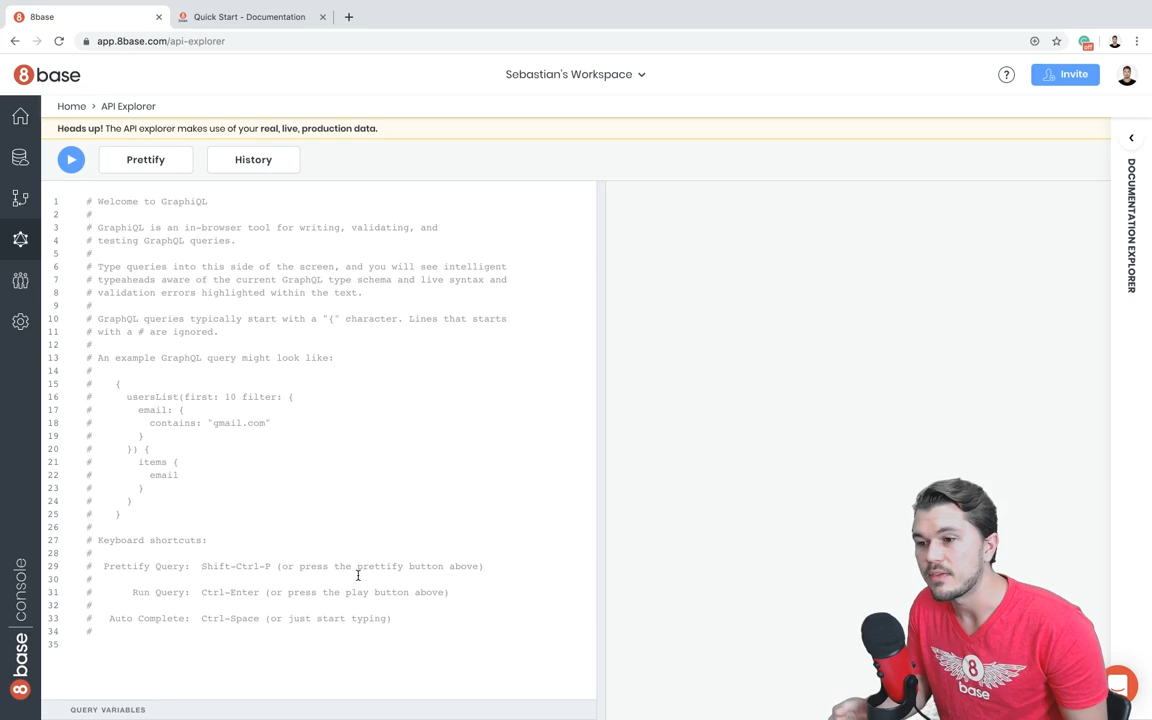 8base
Quick Start - Documentation
app.8base.com/api-explorer
off
8 base
Sebastian's Workspace
?
Invite
Home > API Explorer
Heads up! The API explorer makes use of your real, live, production data.
Prettify
History
DOCUMENTATION EXPLORER
1 # Welcome to GraphiQL
2 #
3 # GraphiQL is an in-browser tool for writing, validating, and
4 # testing GraphQL queries.
5 #
6 # Type queries into this side of the screen, and you will see intelligent
7 # typeaheads aware of the current GraphQL type schema and live syntax and
8 # validation errors highlighted within the text.
9 #
10 # GraphQL queries typically start with a "{" character. Lines that starts
11 # with a # are ignored.
12 #
13 # An example GraphQL query might look like:
14 #
15 # {
16 # usersList(first: 10 filter: {
17 # email: {
18 # contains: "gmail.com"
19 # }
20 # }) {
21 # items {
22 # email
23 # }
24 # }
25 # }
26 #
27 # Keyboard shortcuts:
28 #
29 # Prettify Query: Shift-Ctrl-P (or press the prettify button above)
30 #
31 # Run Query: Ctrl-Enter (or press the play button above)
32 #
33 # Auto Complete: Ctrl-Space (or just start typing)
34 #
35
QUERY VARIABLES
8base console
8
base